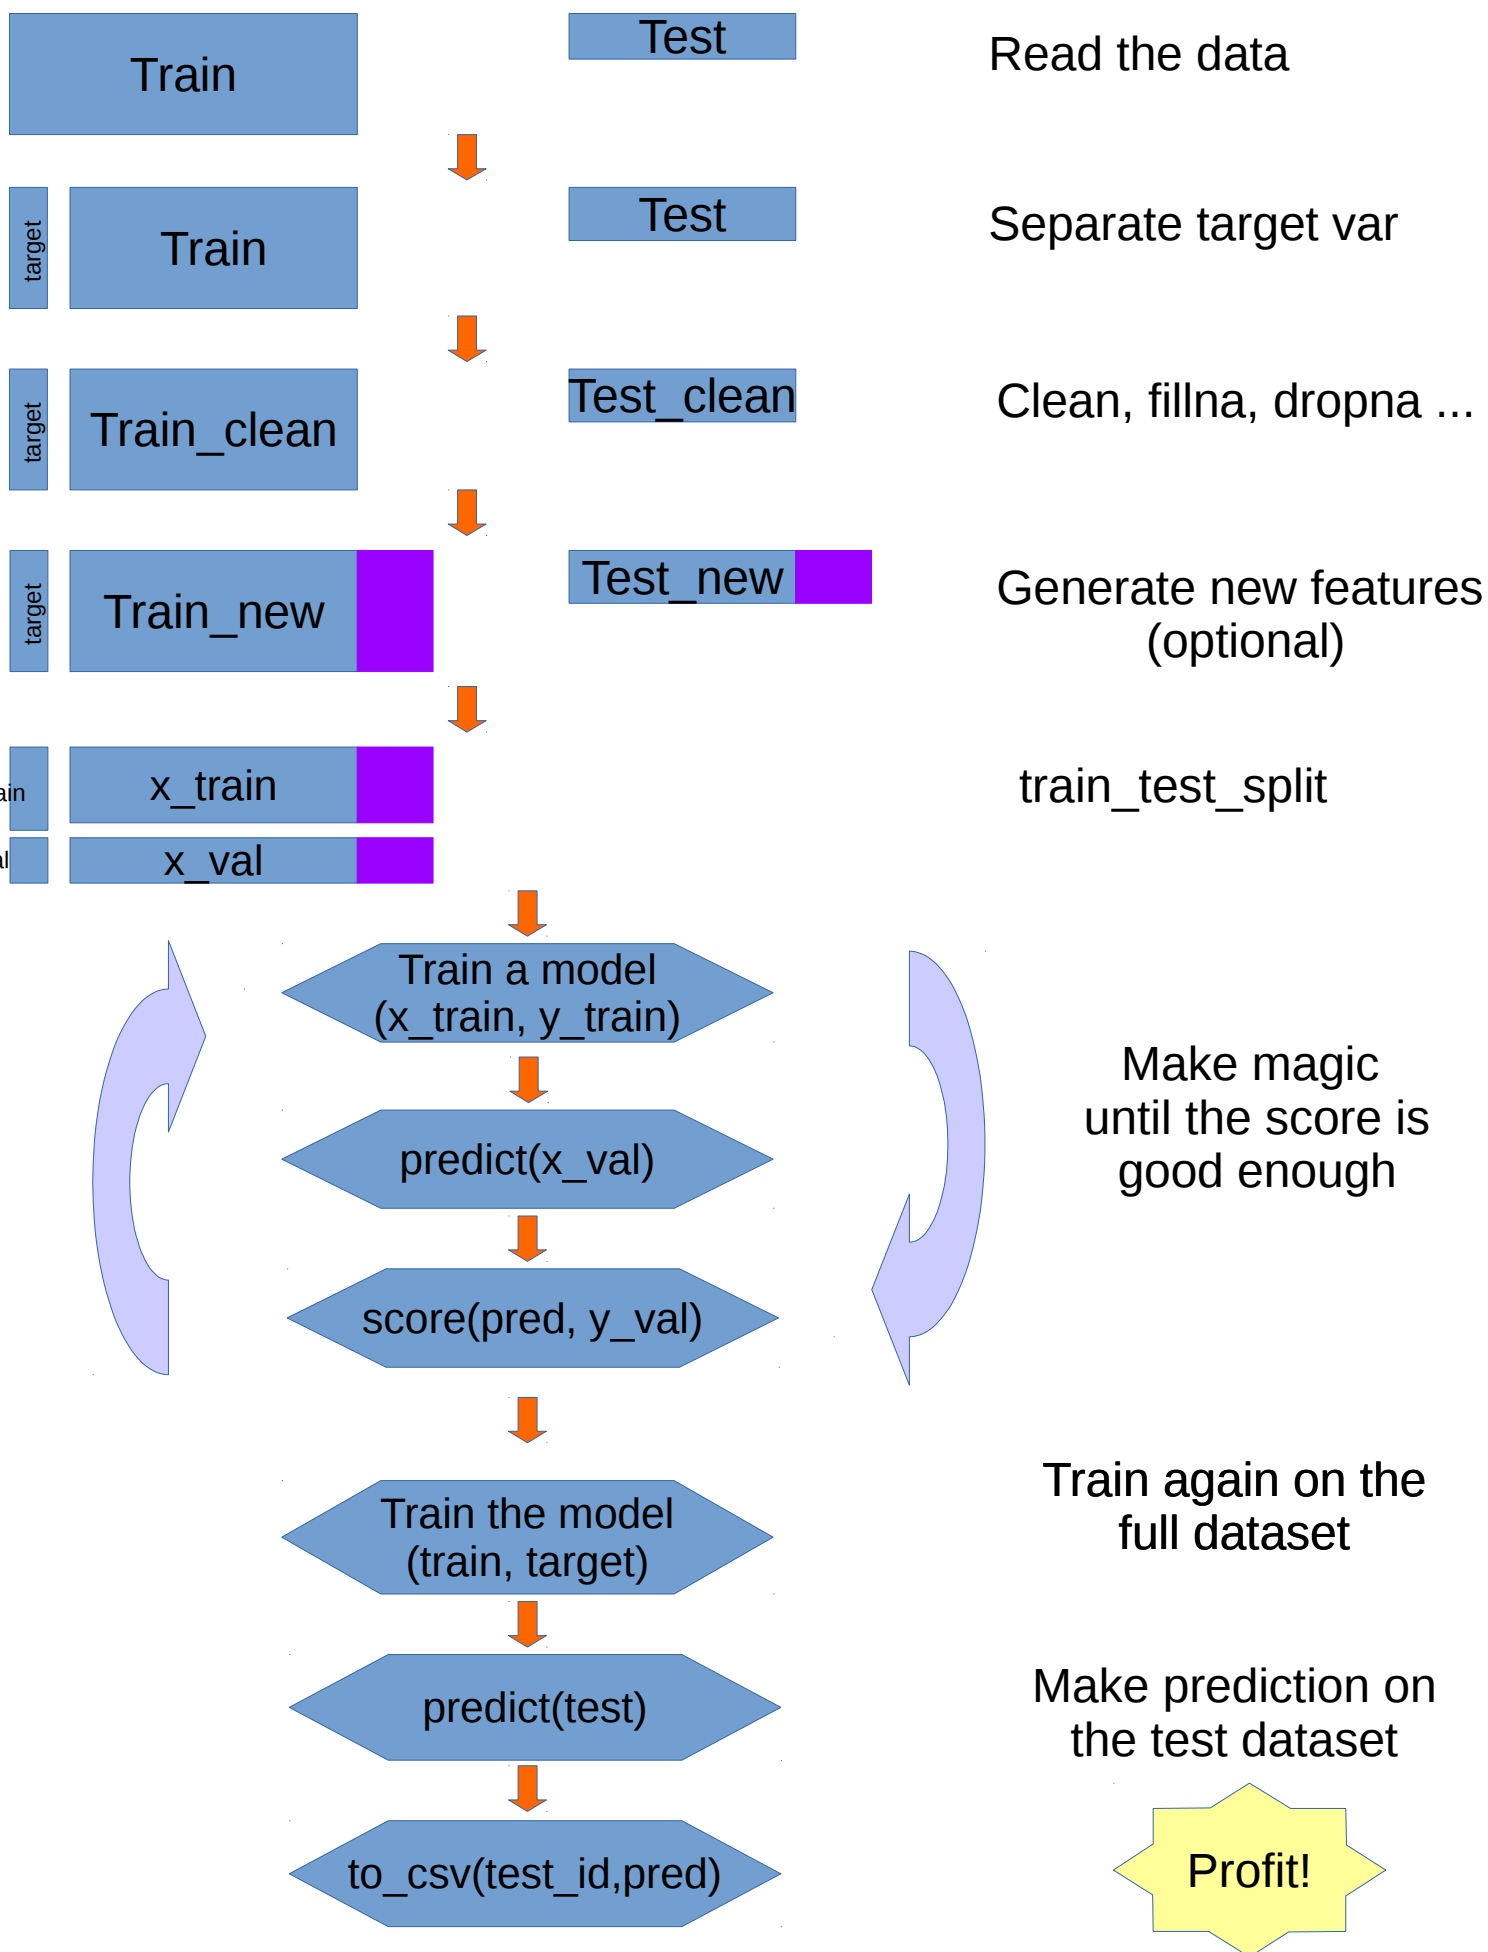 Train
Test
Read the data
target
Train
Test
Separate target var
target
Train_clean
Test_clean
Clean, fillna, dropna ...
target
Train_new
Test_new
Generate new features
(optional)
x_train
train_test_split
x_val
Train a model
(x_train, y_train)
predict(x_val)
score(pred, y_val)
Make magic
until the score is
good enough
Train the model
(train, target)
Train again on the
full dataset
predict(test)
Make prediction on
the test dataset
to_csv(test_id,pred)
Profit!